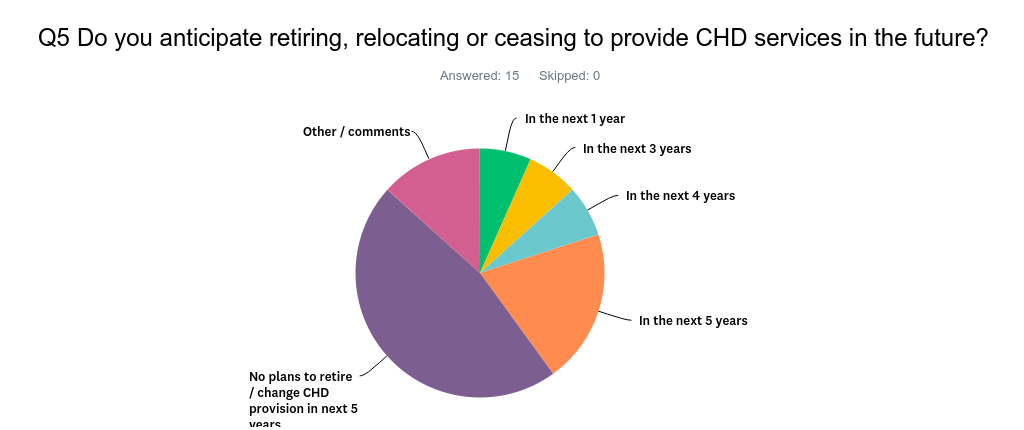 Q5 Do you anticipate retiring, relocating or ceasing to provide CHD services in the future?
Answered: 15 Skipped: 0
In the next 1 year
Other / comments
In the next 3 years
In the next 4 years
In the next 5 years
No plans to retire
/ change CHD
provision in next 5
years